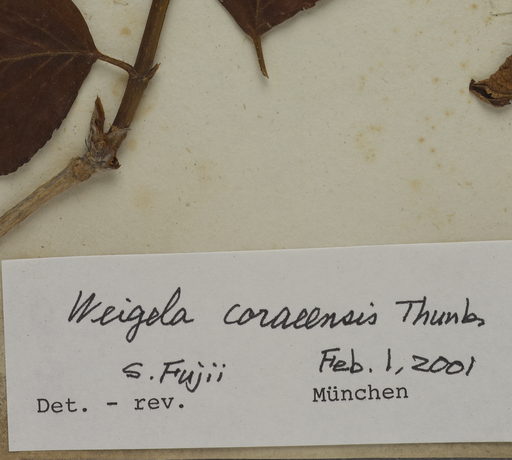 Weigela coraeensis Thunb.
S. Fujii Feb. 1, 2001
Det. - rev. München